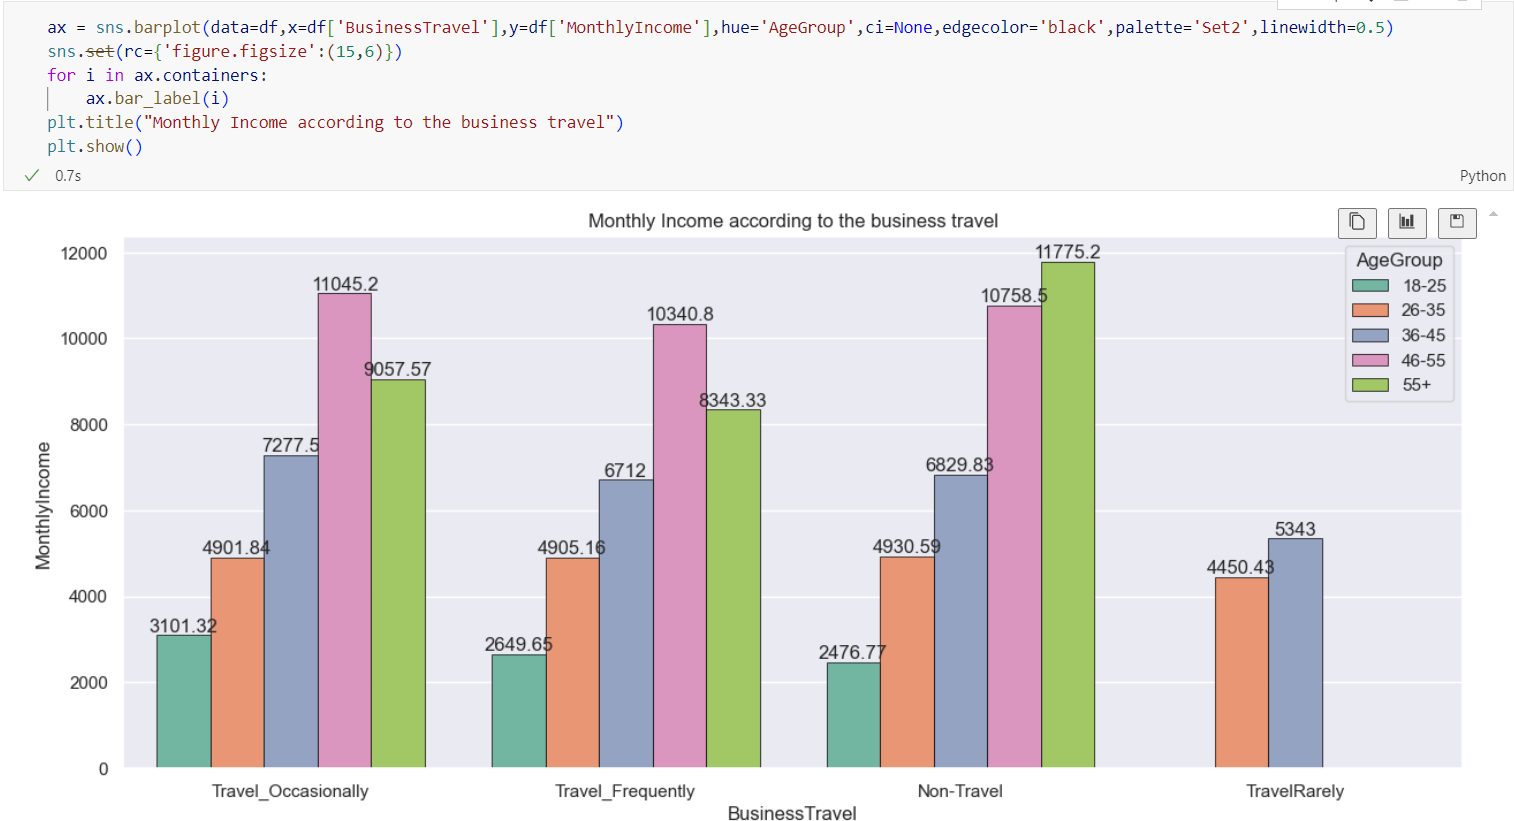 ax = sns.barplot(data=df,x=df['BusinessTravel'],y=df['MonthlyIncome'],hue='AgeGroup',ci=None,edgecolor='black',palette='Set2',linewidth=0.5)
sns.set(rc={'figure.figsize':(15,6)})
for i in ax.containers:
    ax.bar_label(i)
plt.title("Monthly Income according to the business travel")
plt.show()
0.7s
Python
Monthly Income according to the business travel
12000
10000
8000
6000
4000
2000
0
MonthlyIncome
3101.32
4901.84
7277.5
11045.2
9057.57
2649.65
4905.16
6712
10340.8
8343.33
2476.77
4930.59
6829.83
10758.5
11775.2
4450.43
5343
AgeGroup
18-25
26-35
36-45
46-55
55+
Travel_Occasionally
Travel_Frequently
Non-Travel
TravelRarely
BusinessTravel